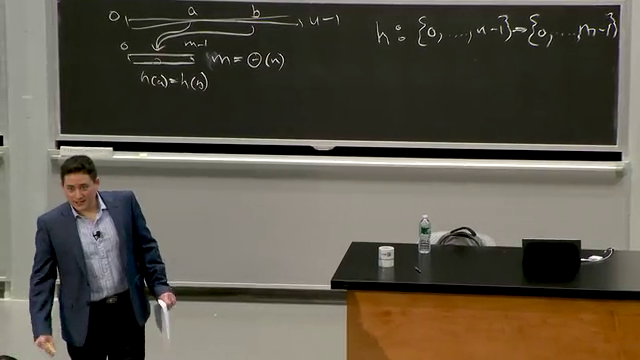 0 a b u-1
0 m-1 m = Θ(n)
h(a) = h(b)
h: {0, ..., u-1} → {0, ..., m-1}